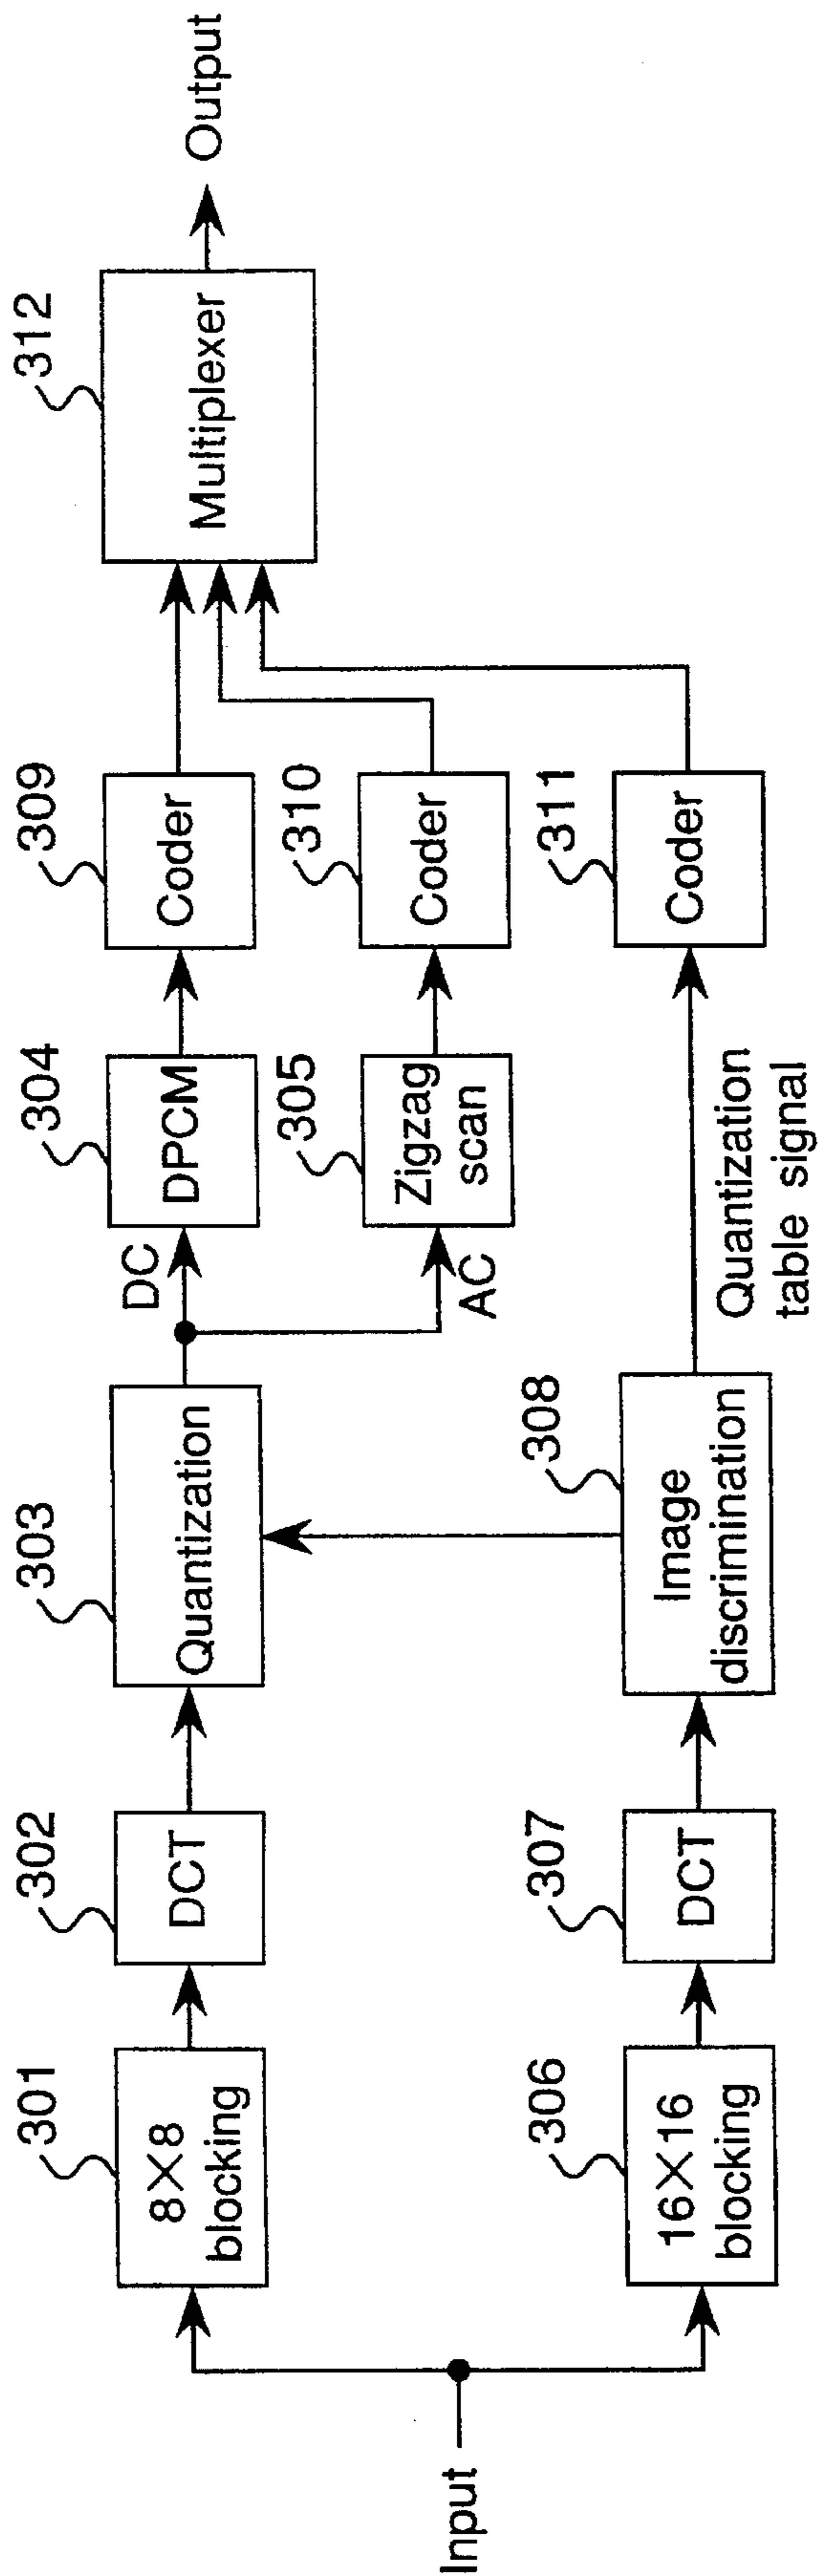 Input
301
8×8
blocking
302
DCT
303
Quantization
DC
AC
304
DPCM
305
Zigzag
scan
309
Coder
310
Coder
312
Multiplexer
Output
306
16×16
blocking
307
DCT
308
Image
discrimination
Quantization
table signal
311
Coder